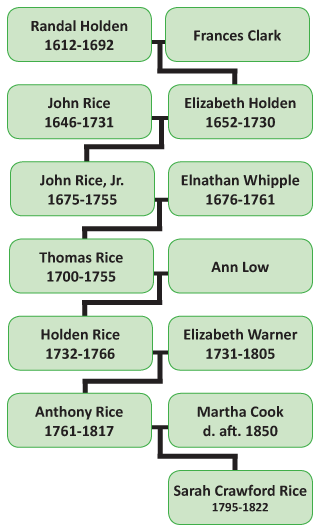 Randal Holden
1612-1692
Frances Clark
John Rice
1646-1731
Elizabeth Holden
1652-1730
John Rice, Jr.
1675-1755
Elnathan Whipple
1676-1761
Thomas Rice
1700-1755
Ann Low
Holden Rice
1732-1766
Elizabeth Warner
1731-1805
Anthony Rice
1761-1817
Martha Cook
d. aft. 1850
Sarah Crawford Rice
1795-1822